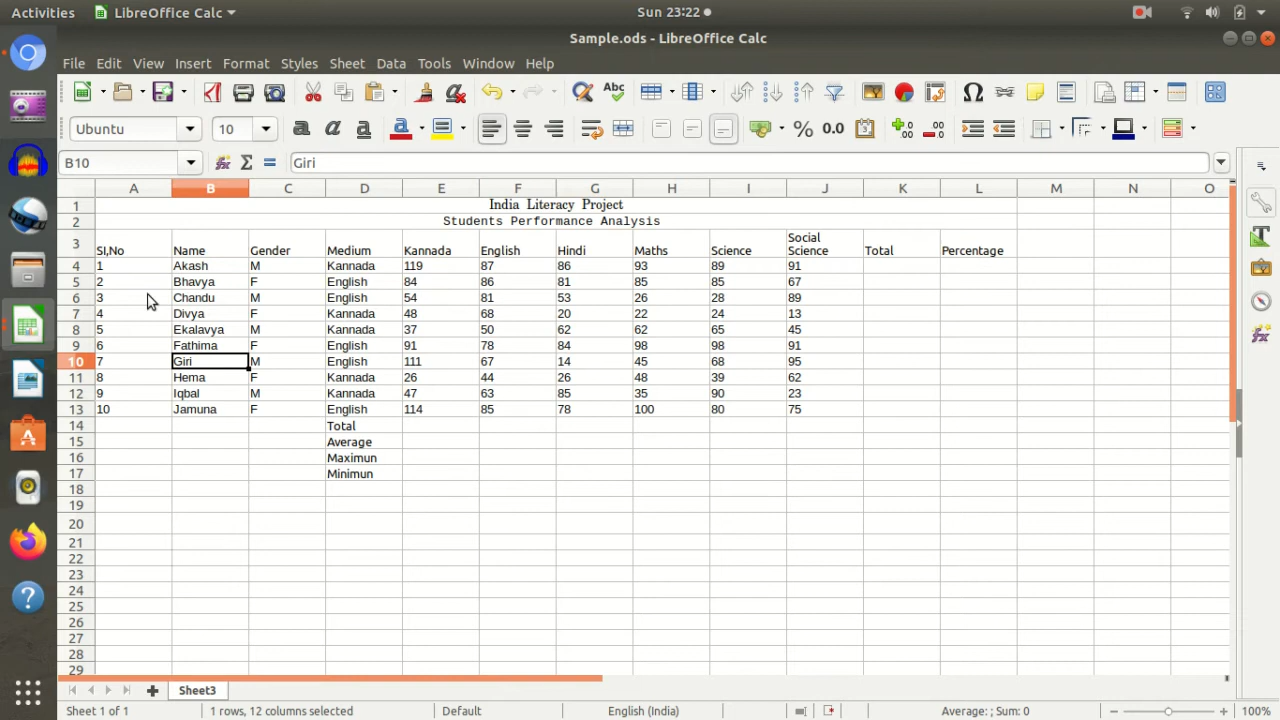 Activities LibreOffice Calc Sun 23:22
Sample.ods - LibreOffice Calc
File Edit View Insert Format Styles Sheet Data Tools Window Help
Ubuntu 10
B10 Giri
A B C D E F G H I J K L M N O
1 India Literacy Project
2 Students Performance Analysis
3 Sl,No Name Gender Medium Kannada English Hindi Maths Science Social Science Total Percentage
4 1 Akash M Kannada 119 87 86 93 89 91
5 2 Bhavya F English 84 86 81 85 85 67
6 3 Chandu M English 54 81 53 26 28 89
7 4 Divya F Kannada 48 68 20 22 24 13
8 5 Ekalavya M Kannada 37 50 62 62 65 45
9 6 Fathima F English 91 78 84 98 98 91
10 7 Giri M English 111 67 14 45 68 95
11 8 Hema F Kannada 26 44 26 48 39 62
12 9 Iqbal M Kannada 47 63 85 35 90 23
13 10 Jamuna F English 114 85 78 100 80 75
14 Total
15 Average
16 Maximun
17 Minimun
18
19
20
21
22
23
24
25
26
27
28
29
Sheet3
Sheet 1 of 1 1 rows, 12 columns selected Default English (India) Average: ; Sum: 0 100%